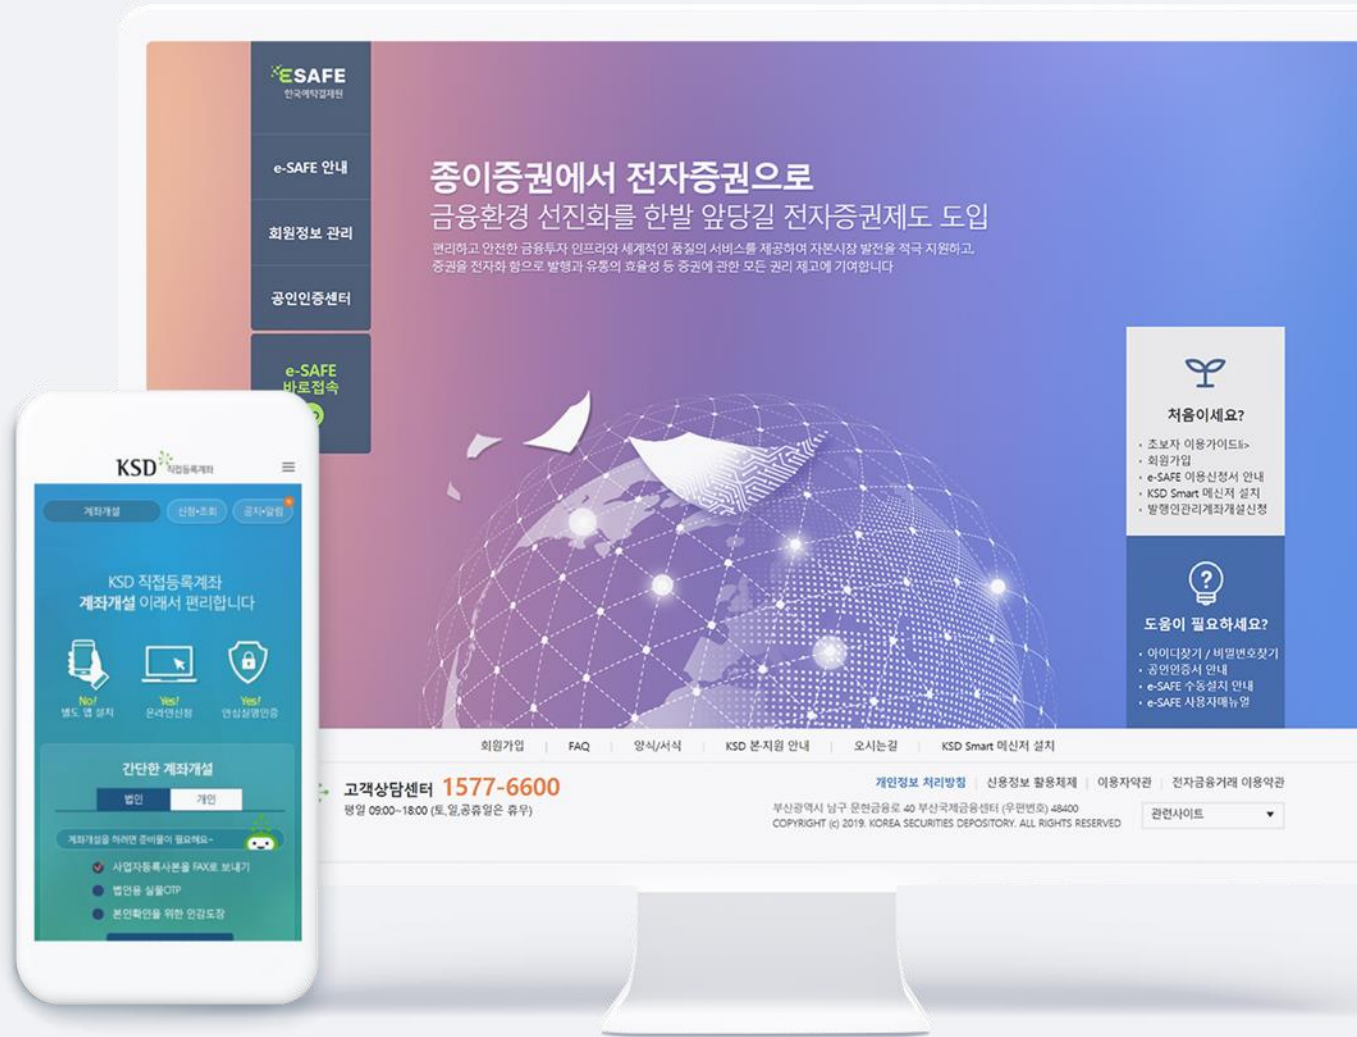 ESAFE
한국예탁결제원
e-SAFE 안내
회원정보 관리
공인인증센터
e-SAFE
바로접속
종이증권에서 전자증권으로
금융환경 선진화를 한발 앞당길 전자증권제도 도입
편리하고 안전한 금융투자 인프라와 세계적인 품질의 서비스를 제공하여 자본시장 발전을 적극 지원하고,
증권을 전자화 함으로 발행과 유통의 효율성 등 증권에 관한 모든 권리 제고에 기여합니다
처음이세요?
· 초보자 이용가이드li>
· 회원가입
· e-SAFE 이용신청서 안내
· KSD Smart 메신저 설치
· 발행인관리계좌개설신청
도움이 필요하세요?
· 아이디찾기 / 비밀번호찾기
· 공인인증서 안내
· e-SAFE 수동설치 안내
· e-SAFE 사용자매뉴얼
회원가입 | FAQ | 양식/서식 | KSD 본·지원 안내 | 오시는길 | KSD Smart 메신저 설치
고객상담센터 1577-6600
평일 09:00~18:00 (토,일,공휴일은 휴무)
개인정보 처리방침 | 신용정보 활용체제 | 이용자약관 | 전자금융거래 이용약관
부산광역시 남구 문현금융로 40 부산국제금융센터 (우편번호) 48400
COPYRIGHT (c) 2019. KOREA SECURITIES DEPOSITORY. ALL RIGHTS RESERVED
관련사이트
KSD 직접등록계좌
계좌개설 신청•조회 공지•알림
KSD 직접등록계좌
계좌개설 이래서 편리합니다
No! Yes! Yes!
별도 앱 설치 온라인신청 안심실명인증
간단한 계좌개설
법인 개인
계좌개설을 하려면 준비물이 필요해요~
사업자등록사본을 FAX로 보내기
법인용 실물OTP
본인확인을 위한 인감도장